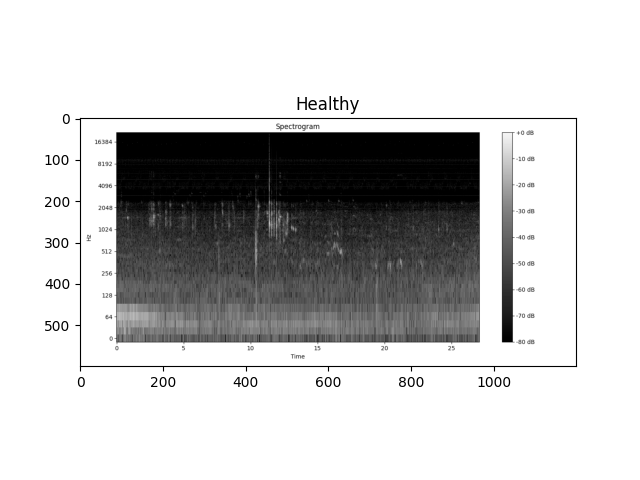 Healthy
Spectrogram
0
100
200
300
400
500
16384
8192
4096
2048
1024
512
256
128
64
0
Hz
+0 dB
-10 dB
-20 dB
-30 dB
-40 dB
-50 dB
-60 dB
-70 dB
-80 dB
0 5 10 15 20 25
Time
0 200 400 600 800 1000